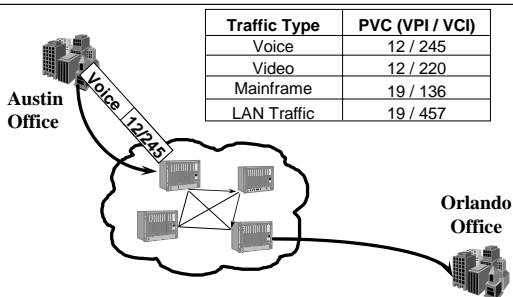 Traffic Type PVC (VPI / VCI)
Voice 12 / 245
Video 12 / 220
Mainframe 19 / 136
LAN Traffic 19 / 457
Austin
Office
Voice 12/245
Orlando
Office